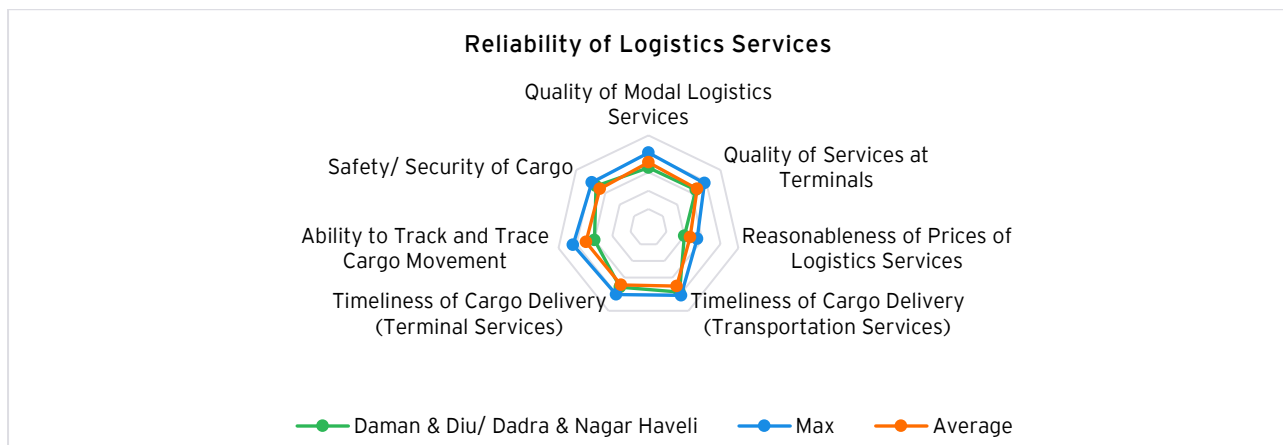 Reliability of Logistics Services
Quality of Modal Logistics
Services
Quality of Services at
Terminals
Reasonableness of Prices of
Logistics Services
Timeliness of Cargo Delivery
(Transportation Services)
Timeliness of Cargo Delivery
(Terminal Services)
Ability to Track and Trace
Cargo Movement
Safety/ Security of Cargo
Daman & Diu/ Dadra & Nagar Haveli
Max
Average